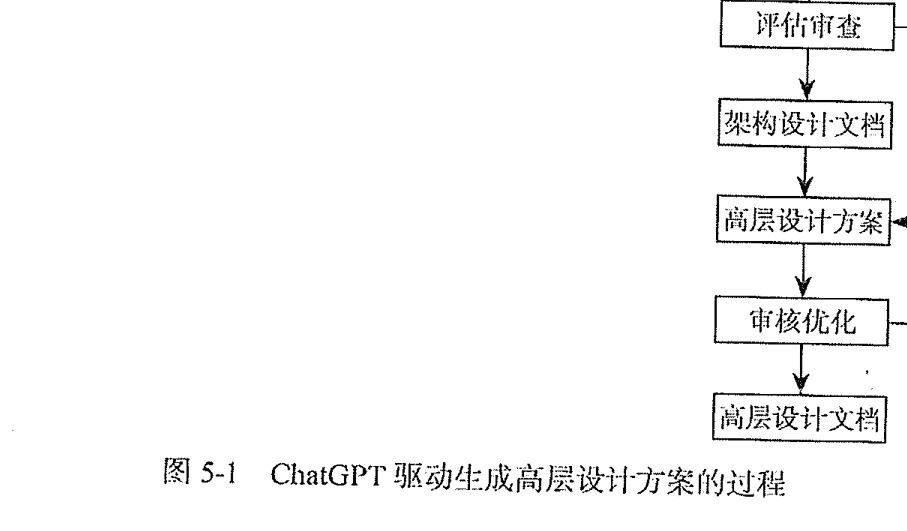 评估审查
架构设计文档
高层设计方案
审核优化
高层设计文档
图 5-1 ChatGPT 驱动生成高层设计方案的过程